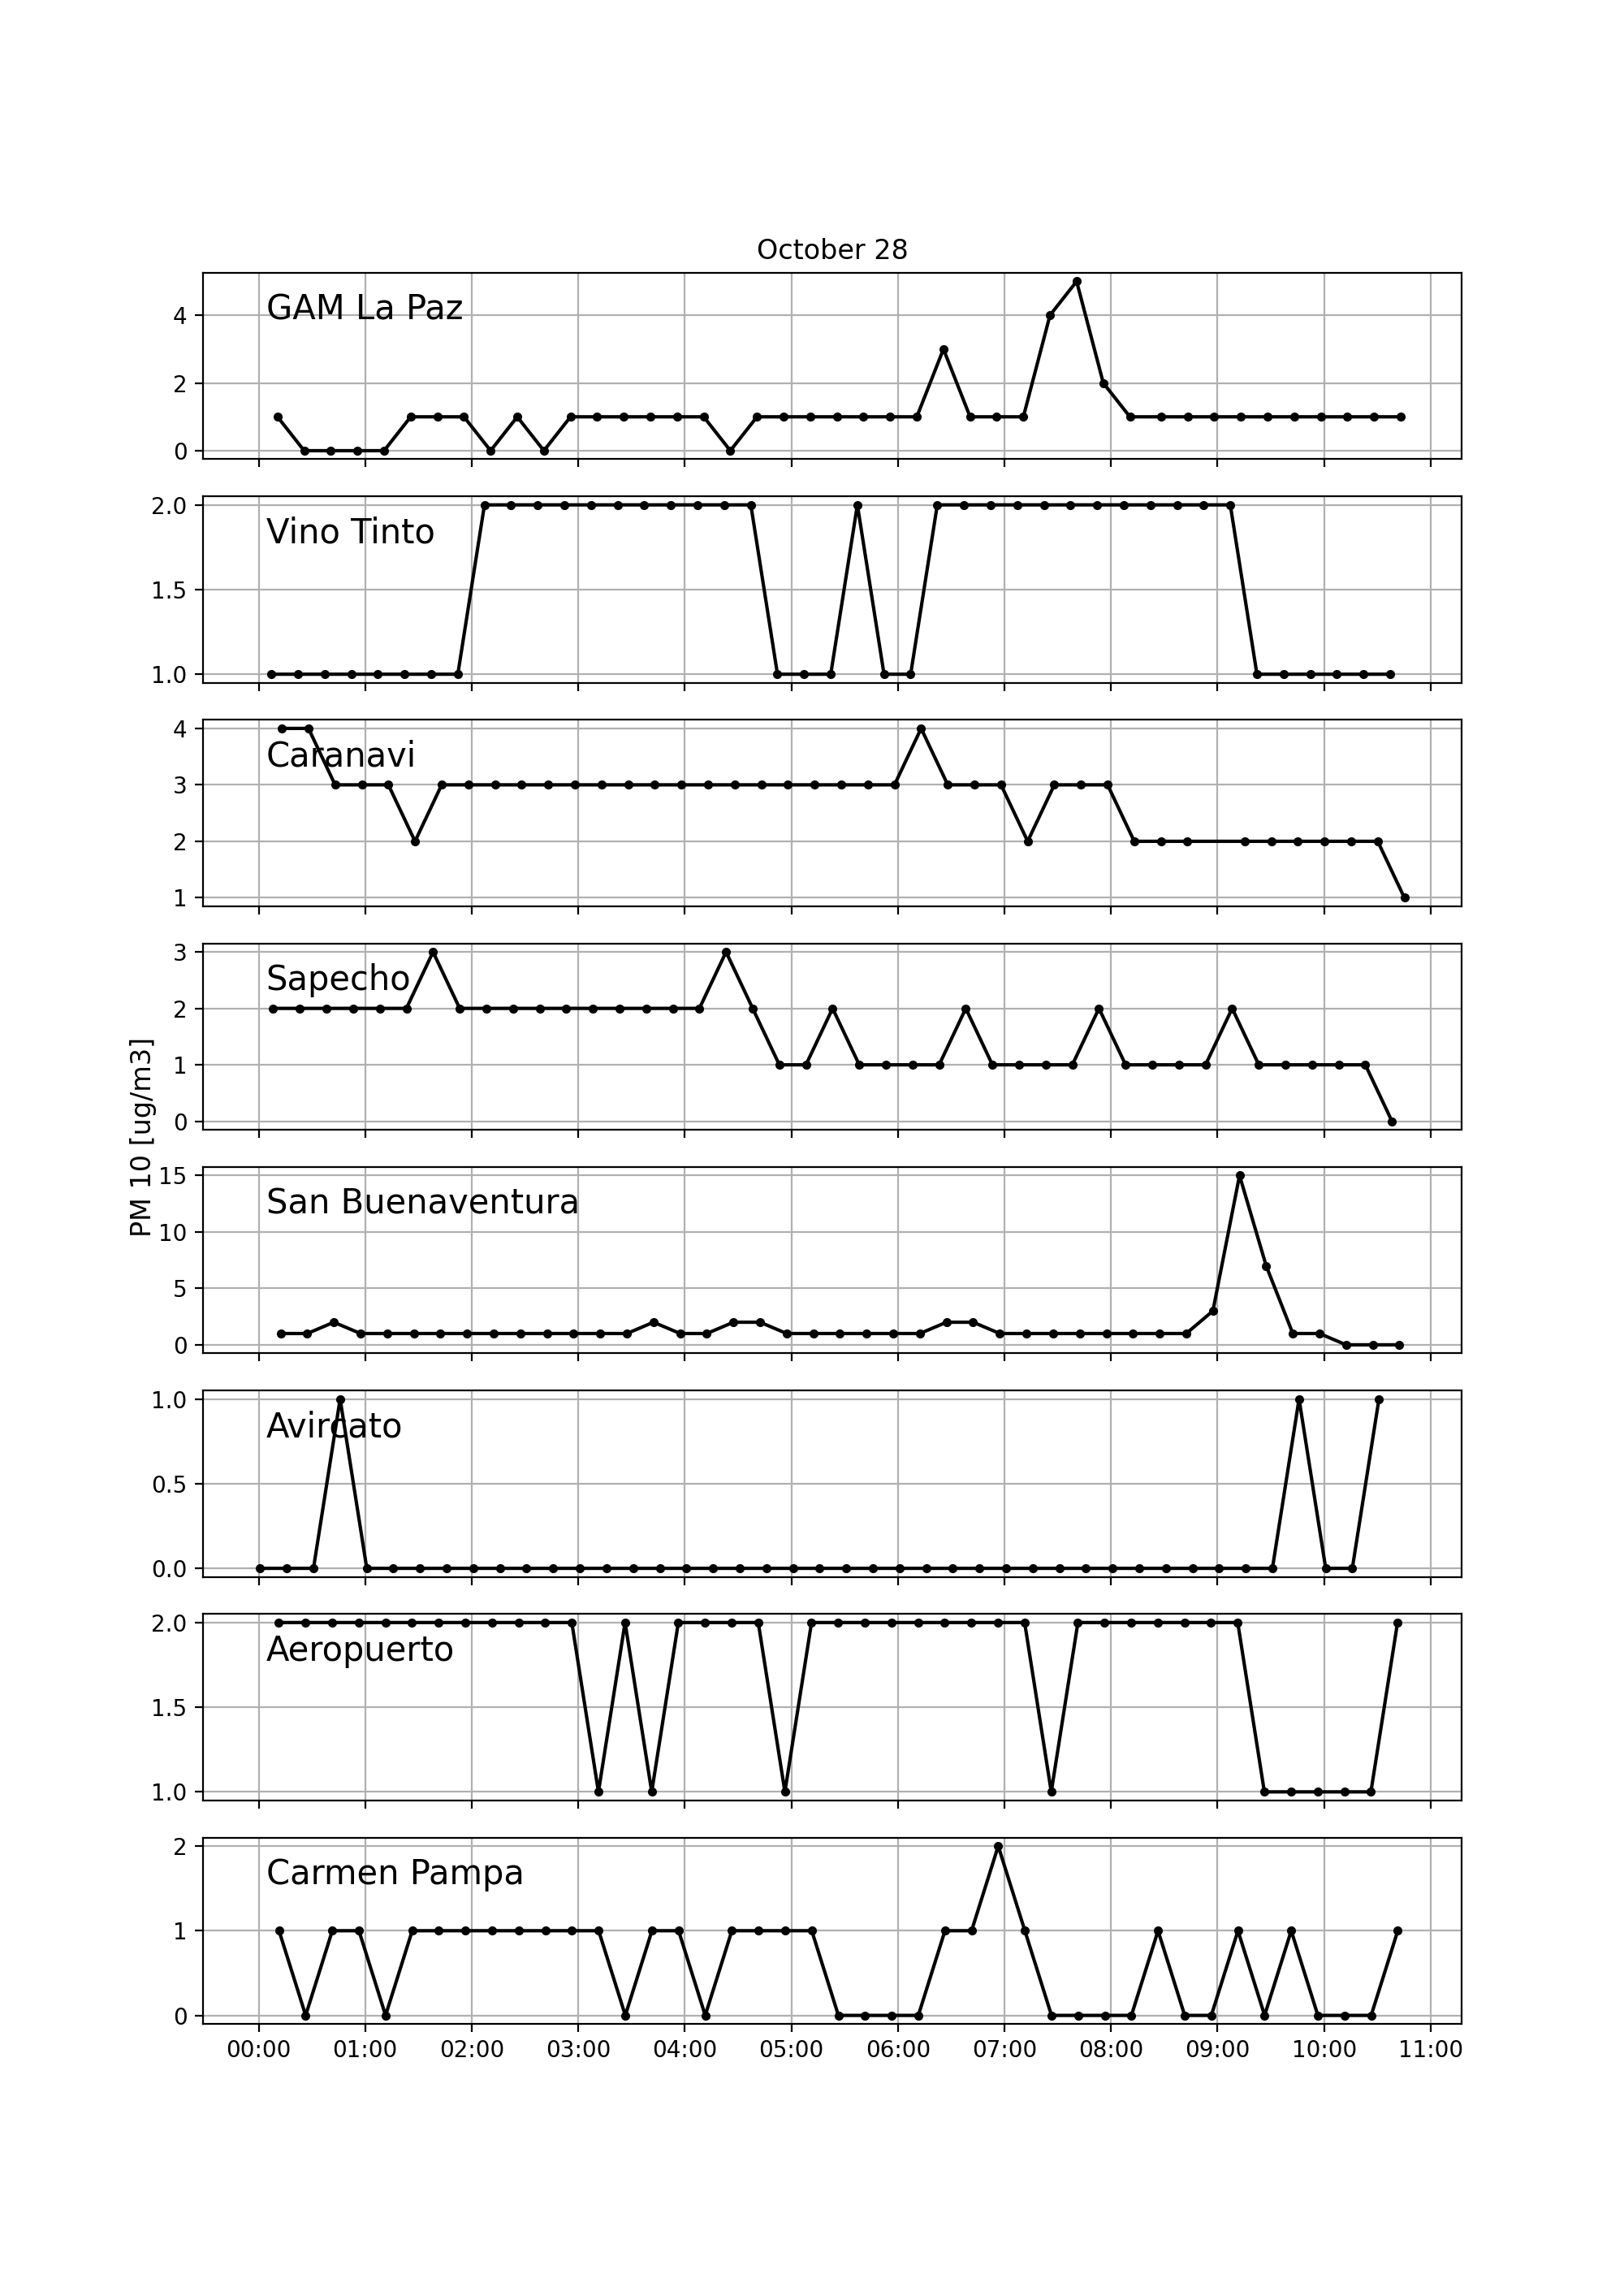 October 28
PM 10 [ug/m3]
GAM La Paz
4
2
0
Vino Tinto
2.0
1.5
1.0
Caranavi
4
3
2
1
Sapecho
3
2
1
0
San Buenaventura
15
10
5
0
Avircato
1.0
0.5
0.0
Aeropuerto
2.0
1.5
1.0
Carmen Pampa
2
1
0
00:00 01:00 02:00 03:00 04:00 05:00 06:00 07:00 08:00 09:00 10:00 11:00